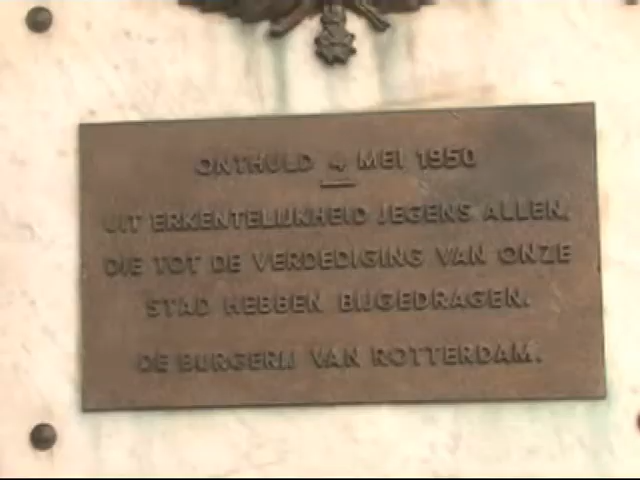 ONTHULD 4 MEI 1950
UIT ERKENTELIJKHEID JEGENS ALLEN,
DIE TOT DE VERDEDIGING VAN ONZE
STAD HEBBEN BIJGEDRAGEN.
DE BURGERIJ VAN ROTTERDAM.